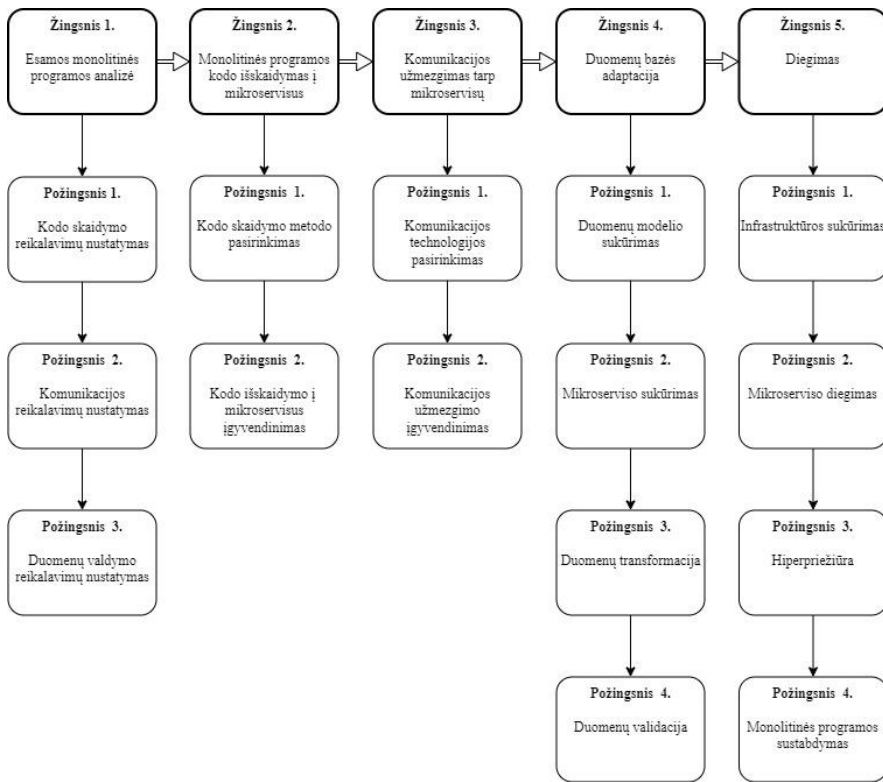 Žingsnis 1.
Esamos monolitinės
programos analizė
Žingsnis 2.
Monolitinės programos
kodo išskaidymas į
mikroservisus
Žingsnis 3.
Komunikacijos
užmezgimas tarp
mikroservisų
Žingsnis 4.
Duomenų bazės
adaptacija
Žingsnis 5.
Diegimas
Požingsnis 1.
Kodo skaidymo
reikalavimų nustatymas
Požingsnis 1.
Kodo skaidymo metodo
pasirinkimas
Požingsnis 1.
Komunikacijos
technologijos
pasirinkimas
Požingsnis 1.
Duomenų modelio
sukūrimas
Požingsnis 1.
Infrastruktūros sukūrimas
Požingsnis 2.
Komunikacijos
reikalavimų nustatymas
Požingsnis 2.
Kodo išskaidymo į
mikroservisus
įgyvendinimas
Požingsnis 2.
Komunikacijos
užmezgimo
įgyvendinimas
Požingsnis 2.
Mikroserviso sukūrimas
Požingsnis 2.
Mikroserviso diegimas
Požingsnis 3.
Duomenų valdymo
reikalavimų nustatymas
Požingsnis 3.
Duomenų transformacija
Požingsnis 3.
Hiperpriežiūra
Požingsnis 4.
Duomenų validacija
Požingsnis 4.
Monolitinės programos
sustabdymas